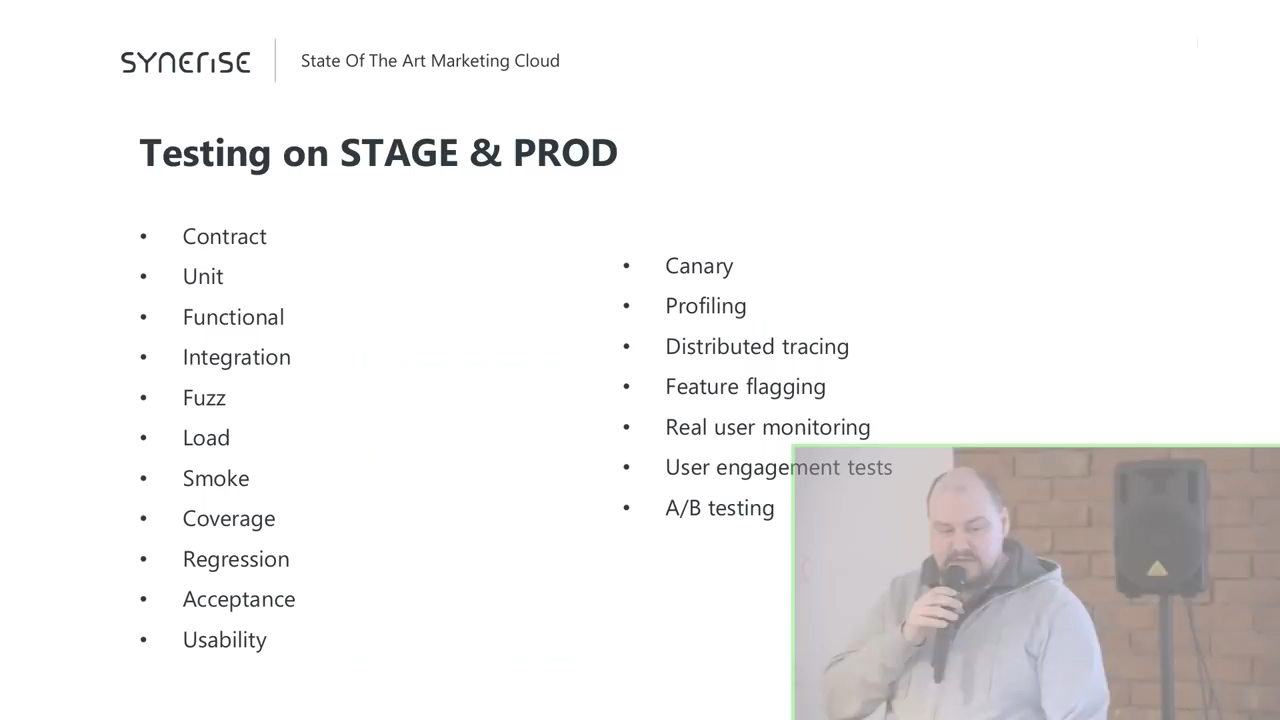 SYNERISE
State Of The Art Marketing Cloud
Testing on STAGE & PROD
• Contract
• Unit
• Functional
• Integration
• Fuzz
• Load
• Smoke
• Coverage
• Regression
• Acceptance
• Usability
• Canary
• Profiling
• Distributed tracing
• Feature flagging
• Real user monitoring
• User engagement tests
• A/B testing